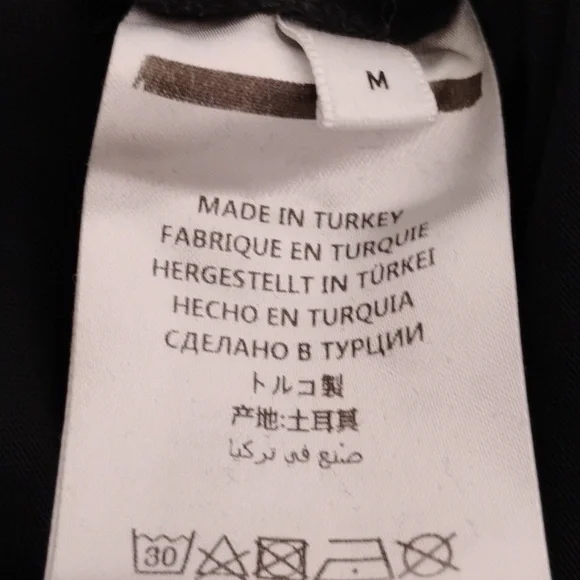 M
MADE IN TURKEY
FABRIQUE EN TURQUIE
HERGESTELLT IN TÜRKEI
HECHO EN TURQUIA
СДЕЛАНО В ТУРЦИИ
トルコ製
产地:土耳其
صنع في تركيا
30